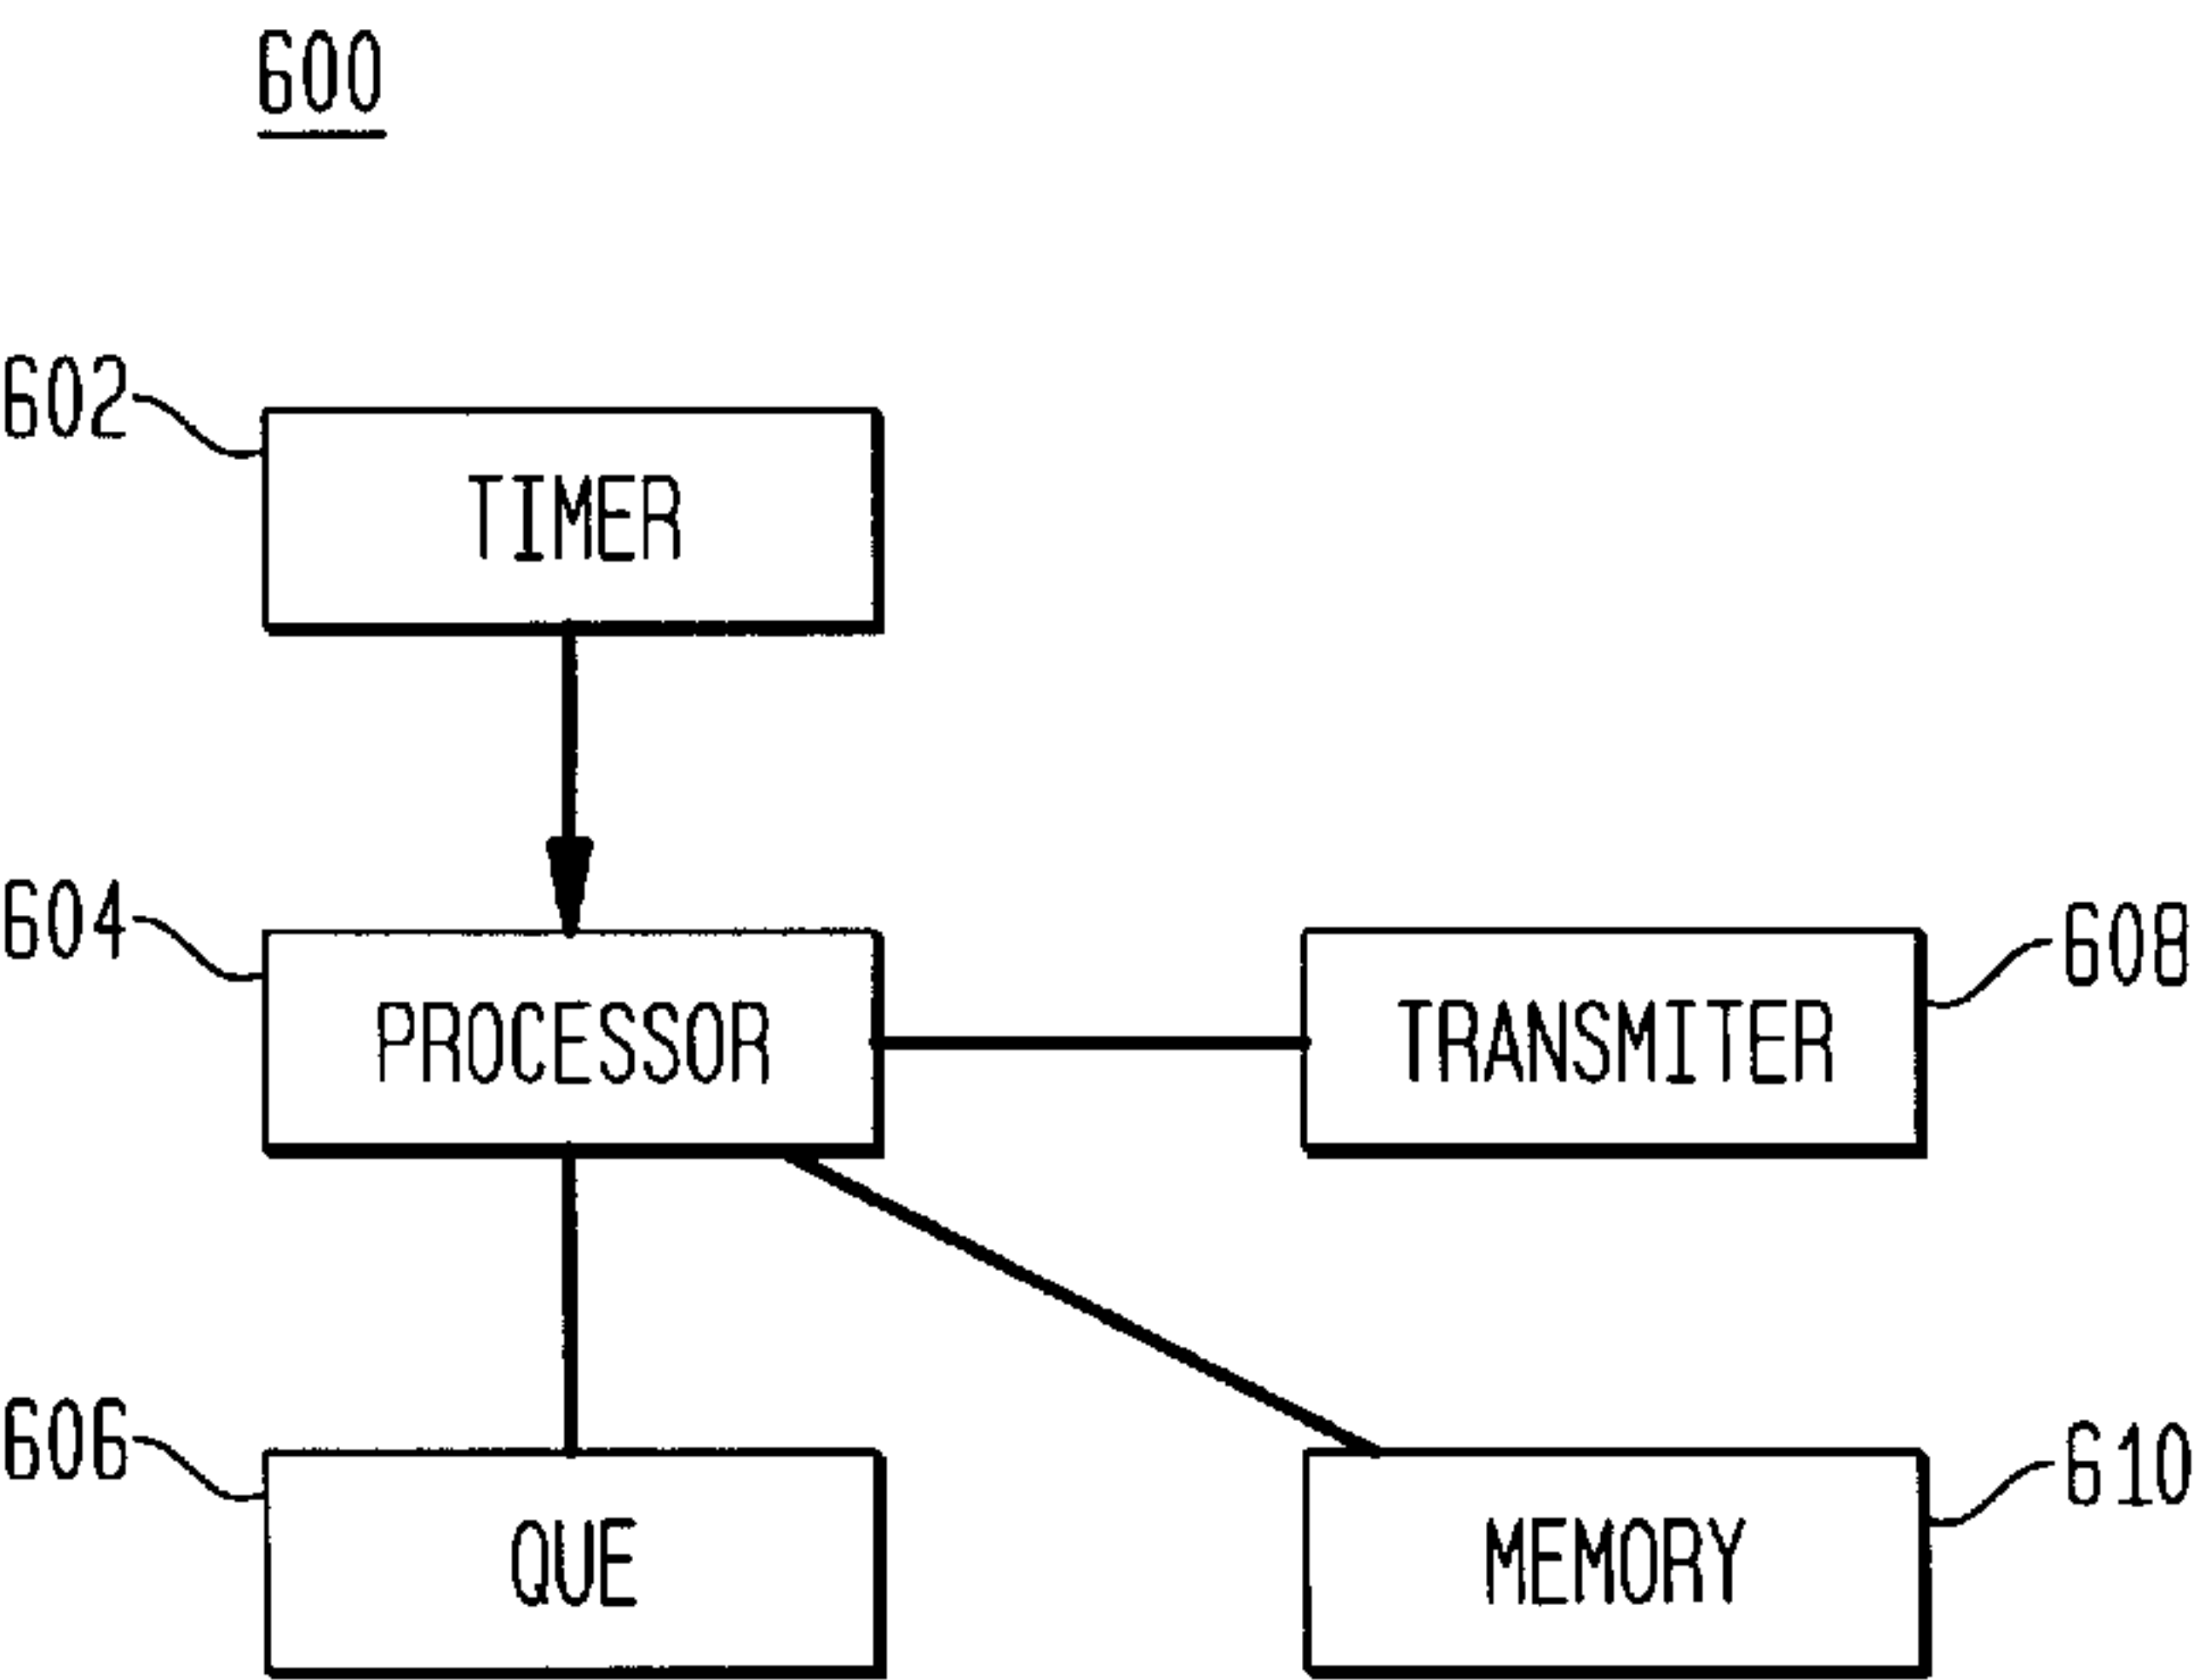 600
602
TIMER
604
PROCESSOR
608
TRANSMITER
606
QUE
610
MEMORY